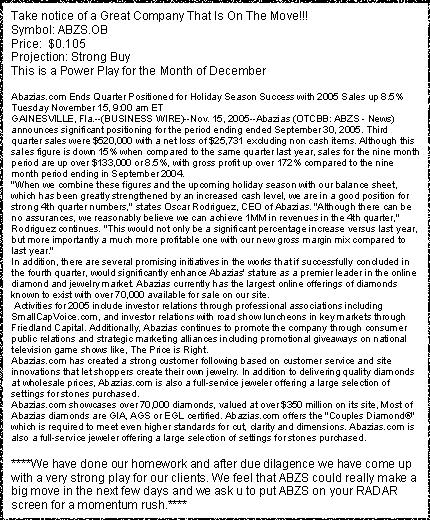 Take notice of a Great Company That Is On The Move!!!
Symbol: ABZS.OB
Price:  $0.105
Projection: Strong Buy
This is a Power Play for the Month of December
Abazias.com Ends Quarter Positioned for Holiday Season Success with 2005 Sales up 8.5%
Tuesday November 15, 9:00 am ET
GAINESVILLE, Fla.--(BUSINESS WIRE)--Nov. 15, 2005--Abazias (OTCBB: ABZS - News)
announces significant positioning for the period ending ended September 30, 2005. Third
quarter sales were $520,000 with a net loss of $25,731 excluding non cash items. Although this
sales figure is down 15% when compared to the same quarter last year, sales for the nine month
period are up over $133,000 or 8.5%, with gross profit up over 172% compared to the nine
month period ending in September 2004.
"When we combine these figures and the upcoming holiday season with our balance sheet,
which has been greatly strengthened by an increased cash level, we are in a good position for
strong 4th quarter numbers," states Oscar Rodriguez, CEO of Abazias. "Although there can be
no assurances, we reasonably believe we can achieve 1MM in revenues in the 4th quarter,"
Rodriguez continues. "This would not only be a significant percentage increase versus last year,
but more importantly a much more profitable one with our new gross margin mix compared to
last year."
In addition, there are several promising initiatives in the works that if successfully concluded in
the fourth quarter, would significantly enhance Abazias' stature as a premier leader in the online
diamond and jewelry market. Abazias currently has the largest online offerings of diamonds
known to exist with over 70,000 available for sale on our site.
Activities for 2005 include investor relations through professional associations including
SmallCapVoice.com, and investor relations with road show luncheons in key markets through
Friedland Capital. Additionally, Abazias continues to promote the company through consumer
public relations and strategic marketing alliances including promotional giveaways on national
television game shows like, The Price is Right.
Abazias.com has created a strong customer following based on customer service and site
innovations that let shoppers create their own jewelry. In addition to delivering quality diamonds
at wholesale prices, Abazias.com is also a full-service jeweler offering a large selection of
settings for stones purchased.
Abazias.com showcases over 70,000 diamonds, valued at over $350 million on its site, Most of
Abazias diamonds are GIA, AGS or EGL certified. Abazias.com offers the "Couples Diamond®"
which is required to meet even higher standards for cut, clarity and dimensions. Abazias.com is
also a full-service jeweler offering a large selection of settings for stones purchased.
****We have done our homework and after due dilagence we have come up
with a very strong play for our clients. We feel that ABZS could really make a
big move in the next few days and we ask u to put ABZS on your RADAR
screen for a momentum rush.****